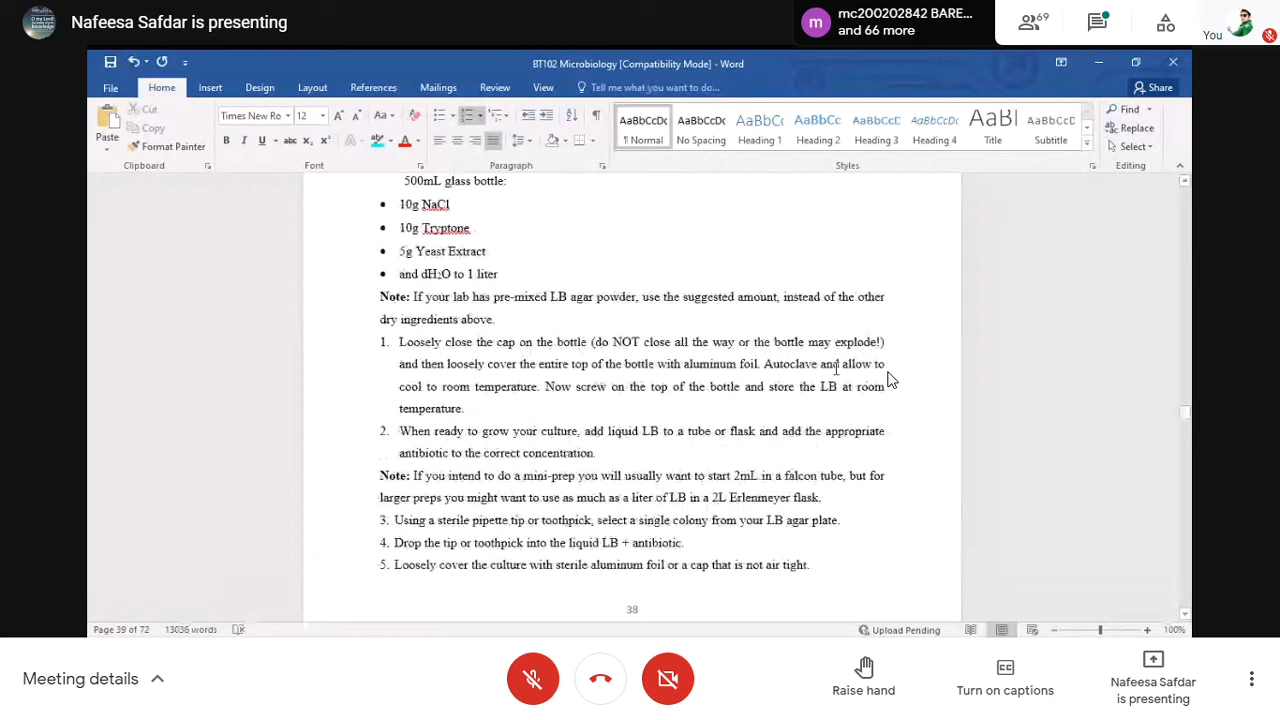 Nafeesa Safdar is presenting
m
mc200202842 BARE...
and 66 more
69
You
BT102 Microbiology [Compatibility Mode] - Word
File Home Insert Design Layout References Mailings Review View Tell me what you want to do... Share
Paste
Cut
Copy
Format Painter
Clipboard
Times New Ro 12
Font
Paragraph
AaBbCcDc AaBbCcDc AaBbC( AaBbCc AaBbCcE AaBbCcD AaBl AaBbCcD
¶ Normal No Spacing Heading 1 Heading 2 Heading 3 Heading 4 Title Subtitle
Styles
Find
Replace
Select
Editing
500mL glass bottle:
• 10g NaCl
• 10g Tryptone
• 5g Yeast Extract
• and dH₂O to 1 liter
Note: If your lab has pre-mixed LB agar powder, use the suggested amount, instead of the other
dry ingredients above.
1. Loosely close the cap on the bottle (do NOT close all the way or the bottle may explode!)
and then loosely cover the entire top of the bottle with aluminum foil. Autoclave and allow to
cool to room temperature. Now screw on the top of the bottle and store the LB at room
temperature.
2. When ready to grow your culture, add liquid LB to a tube or flask and add the appropriate
antibiotic to the correct concentration.
Note: If you intend to do a mini-prep you will usually want to start 2mL in a falcon tube, but for
larger preps you might want to use as much as a liter of LB in a 2L Erlenmeyer flask.
3. Using a sterile pipette tip or toothpick, select a single colony from your LB agar plate.
4. Drop the tip or toothpick into the liquid LB + antibiotic.
5. Loosely cover the culture with sterile aluminum foil or a cap that is not air tight.
38
Page 39 of 72 13036 words Upload Pending 100%
Meeting details
Raise hand
Turn on captions
Nafeesa Safdar
is presenting